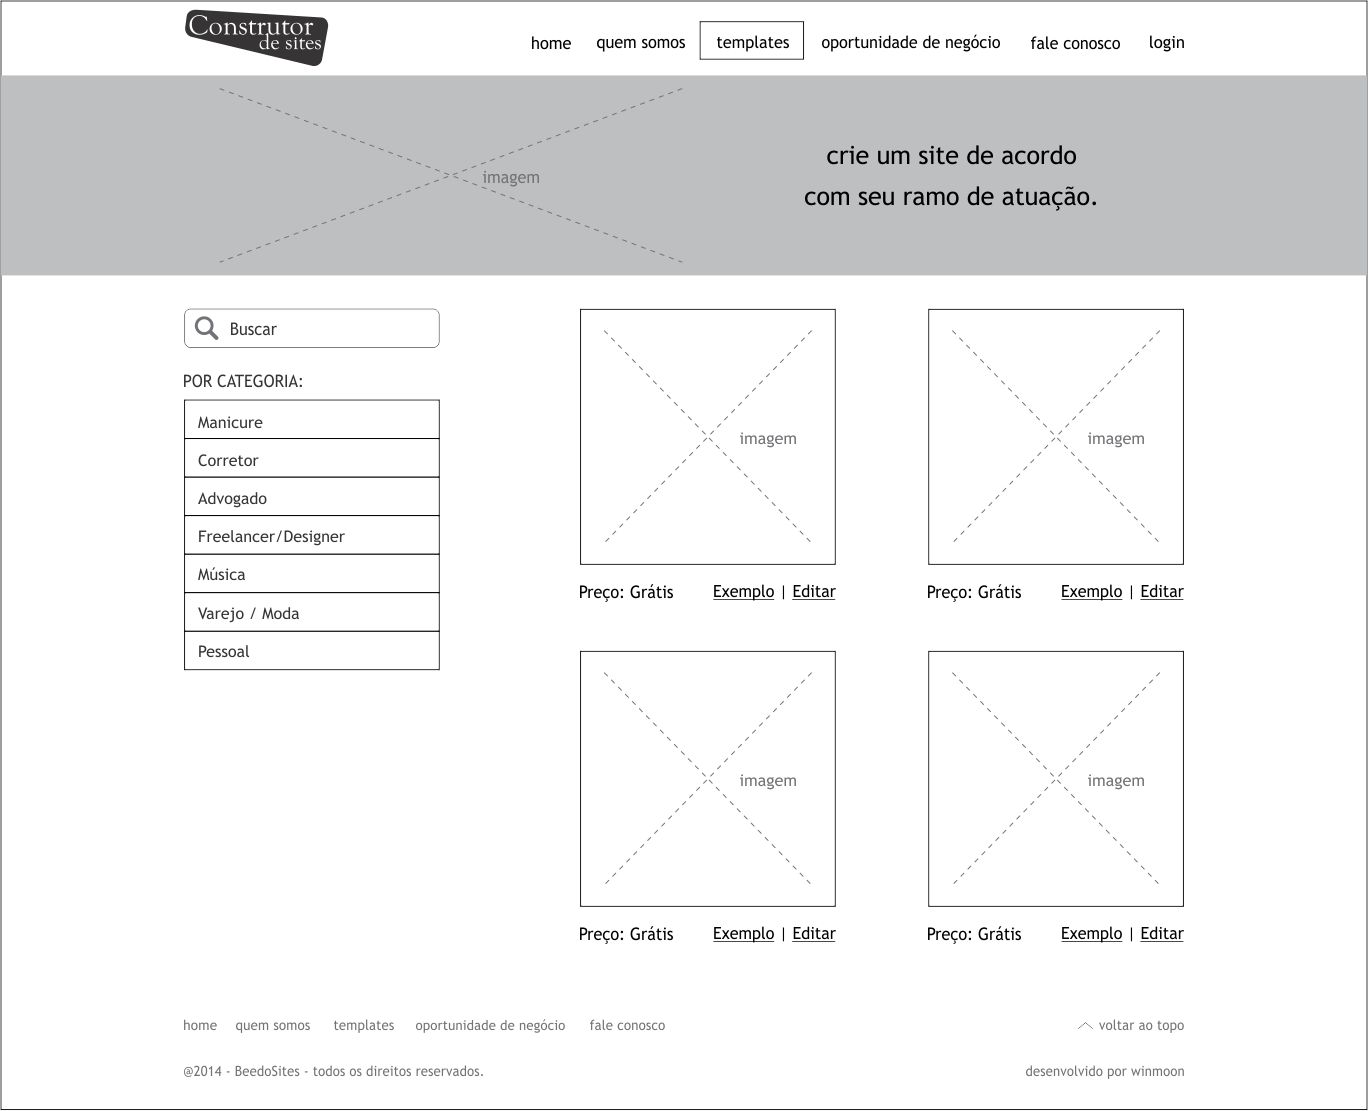 Construtor
de sites
home quem somos templates oportunidade de negócio fale conosco login
imagem
crie um site de acordo
com seu ramo de atuação.
Buscar
POR CATEGORIA:
Manicure
Corretor
Advogado
Freelancer/Designer
Música
Varejo / Moda
Pessoal
imagem
Preço: Grátis Exemplo | Editar
imagem
Preço: Grátis Exemplo | Editar
imagem
Preço: Grátis Exemplo | Editar
imagem
Preço: Grátis Exemplo | Editar
home quem somos templates oportunidade de negócio fale conosco
voltar ao topo
@2014 - BeedoSites - todos os direitos reservados.
desenvolvido por winmoon